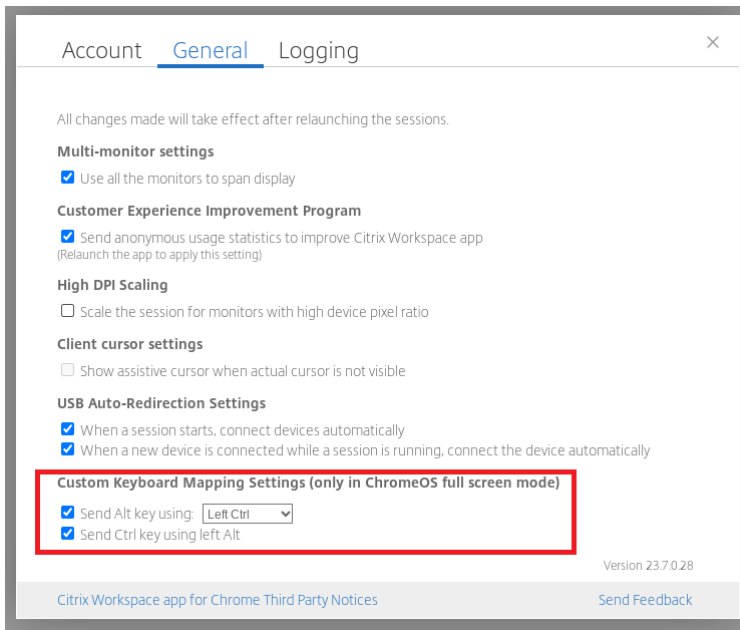 Account General Logging
All changes made will take effect after relaunching the sessions.
Multi-monitor settings
Use all the monitors to span display
Customer Experience Improvement Program
Send anonymous usage statistics to improve Citrix Workspace app
(Relaunch the app to apply this setting)
High DPI Scaling
Scale the session for monitors with high device pixel ratio
Client cursor settings
Show assistive cursor when actual cursor is not visible
USB Auto-Redirection Settings
When a session starts, connect devices automatically
When a new device is connected while a session is running, connect the device automatically
Custom Keyboard Mapping Settings (only in ChromeOS full screen mode)
Send Alt key using: Left Ctrl
Send Ctrl key using left Alt
Version 23.7.0.28
Citrix Workspace app for Chrome Third Party Notices Send Feedback